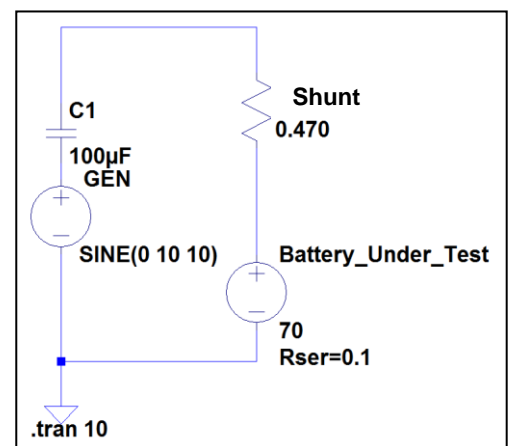 Shunt
C1
0.470
100µF
GEN
SINE(0 10 10)
Battery_Under_Test
70
Rser=0.1
.tran 10